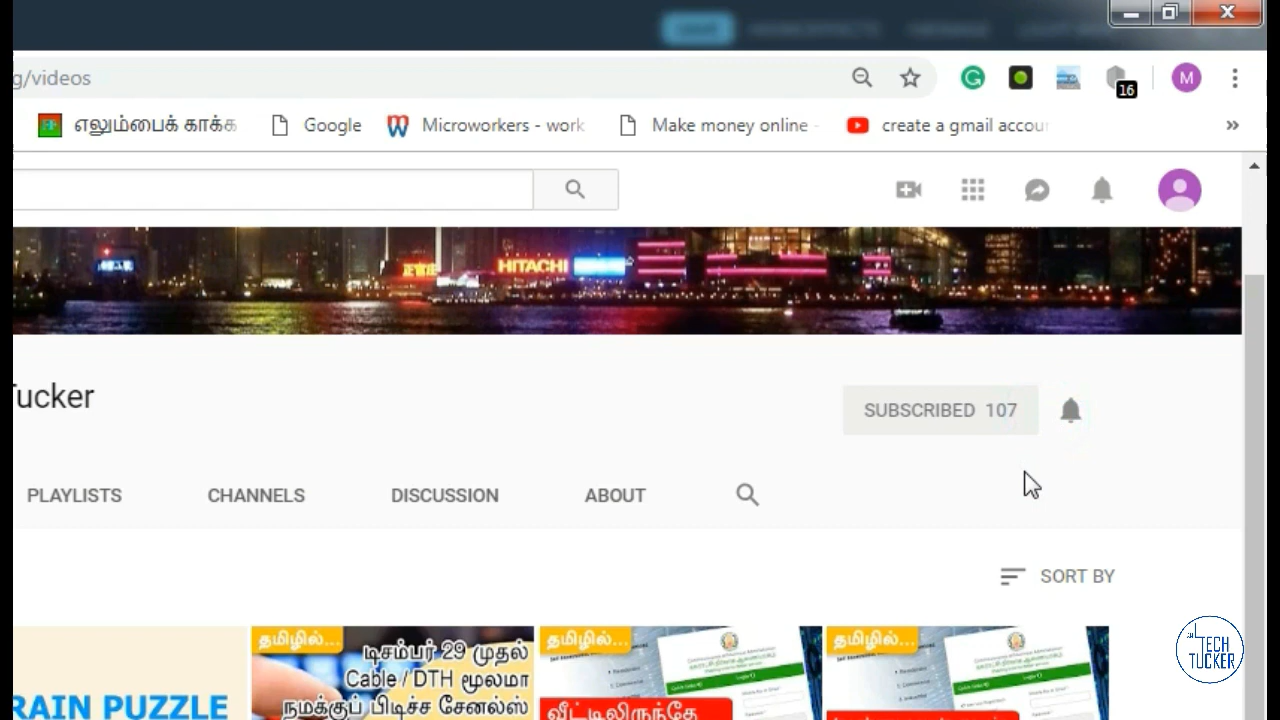 g/videos
16
M
எலும்பைக் காக்க
Google
Microworkers - work
Make money online -
create a gmail accou
HITACHI
Tucker
SUBSCRIBED 107
PLAYLISTS
CHANNELS
DISCUSSION
ABOUT
SORT BY
RAIN PUZZLE
தமிழில்...
டிசம்பர் 29 முதல்
Cable / DTH மூலமா
நமக்குப் பிடிச்ச சேனல்ஸ்
தமிழில்...
வீட்டிலிருந்தே
தமிழில்...
TECH
TUCKER